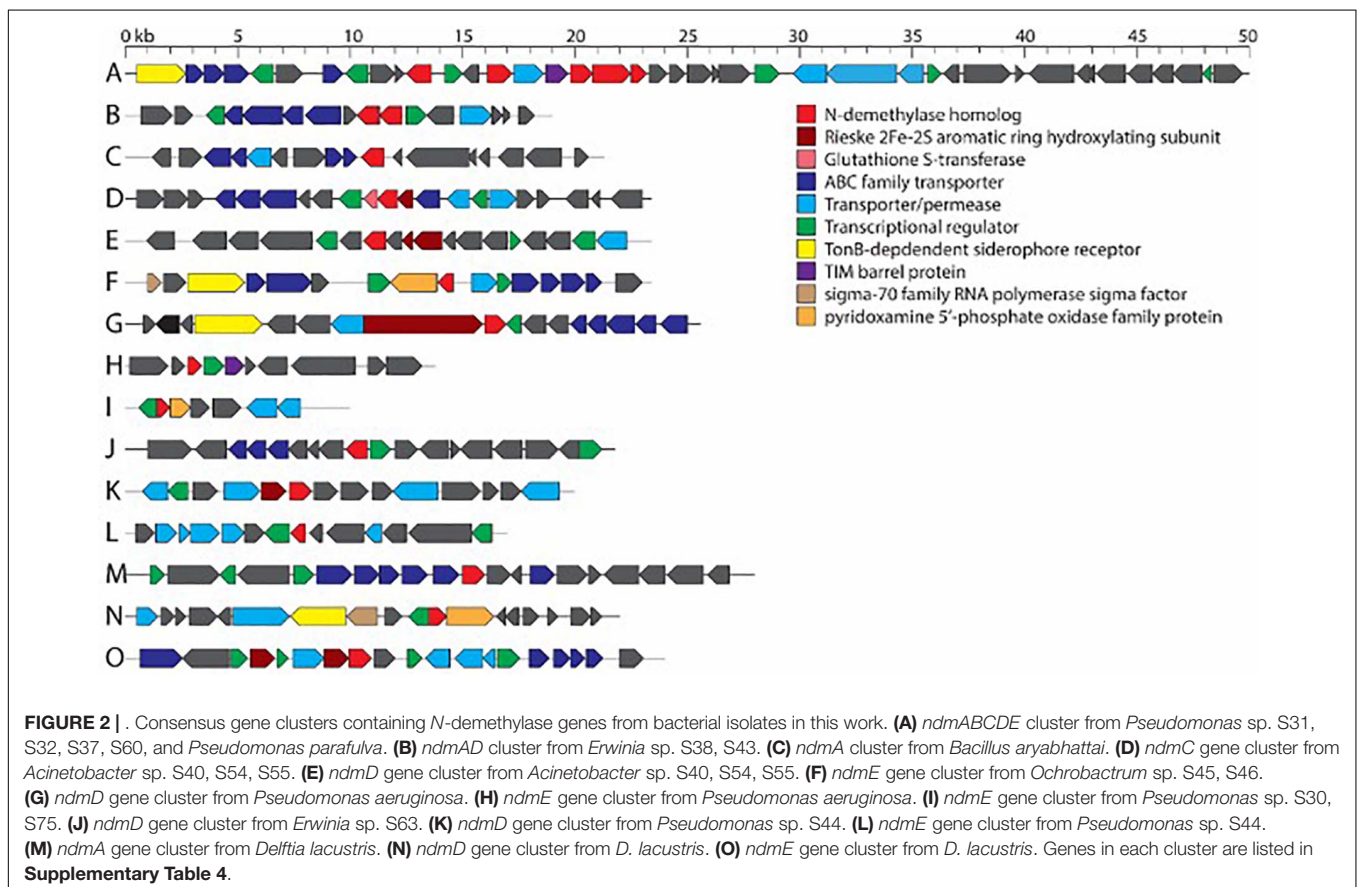 0 kb 5 10 15 20 25 30 35 40 45 50
A
B
C
D
E
F
G
H
I
J
K
L
M
N
O
N-demethylase homolog
Rieske 2Fe-2S aromatic ring hydroxylating subunit
Glutathione S-transferase
ABC family transporter
Transporter/permease
Transcriptional regulator
TonB-depdendent siderophore receptor
TIM barrel protein
sigma-70 family RNA polymerase sigma factor
pyridoxamine 5'-phosphate oxidase family protein
FIGURE 2 | . Consensus gene clusters containing N-demethylase genes from bacterial isolates in this work. (A) ndmABCDE cluster from Pseudomonas sp. S31,
S32, S37, S60, and Pseudomonas parafulva. (B) ndmAD cluster from Erwinia sp. S38, S43. (C) ndmA cluster from Bacillus aryabhattai. (D) ndmC gene cluster from
Acinetobacter sp. S40, S54, S55. (E) ndmD gene cluster from Acinetobacter sp. S40, S54, S55. (F) ndmE gene cluster from Ochrobactrum sp. S45, S46.
(G) ndmD gene cluster from Pseudomonas aeruginosa. (H) ndmE gene cluster from Pseudomonas aeruginosa. (I) ndmE gene cluster from Pseudomonas sp. S30,
S75. (J) ndmD gene cluster from Erwinia sp. S63. (K) ndmD gene cluster from Pseudomonas sp. S44. (L) ndmE gene cluster from Pseudomonas sp. S44.
(M) ndmA gene cluster from Delftia lacustris. (N) ndmD gene cluster from D. lacustris. (O) ndmE gene cluster from D. lacustris. Genes in each cluster are listed in
Supplementary Table 4.